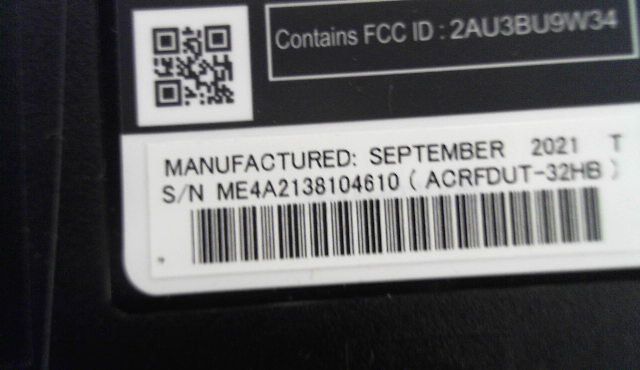 Contains FCC ID : 2AU3BU9W34
MANUFACTURED: SEPTEMBER 2021 T
S/N ME4A2138104610 ( ACRFDUT-32HB )